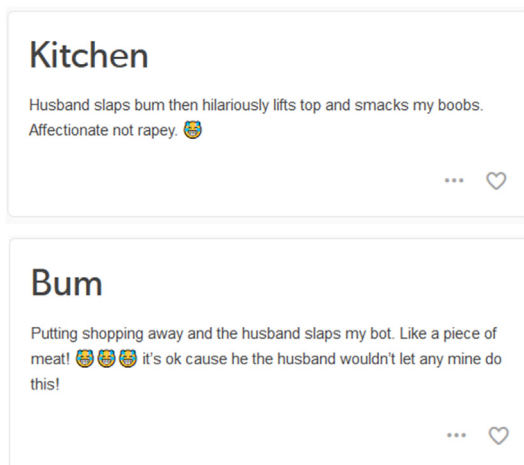 Kitchen
Husband slaps bum then hilariously lifts top and smacks my boobs.
Affectionate not rapey. 😂
Bum
Putting shopping away and the husband slaps my bot. Like a piece of
meat! 😂😂😂 it's ok cause he the husband wouldn't let any mine do
this!